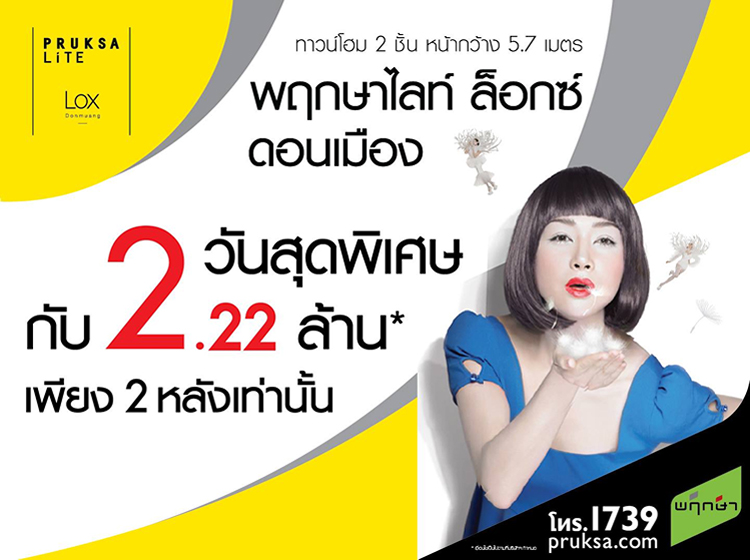 PRUKSA
LiTE
LOX
Donmuang
ทาวน์โฮม 2 ชั้น หน้ากว้าง 5.7 เมตร
พฤกษาไลท์ ล็อกซ์
ดอนเมือง
2 วันสุดพิเศษ
กับ 2.22 ล้าน*
เพียง 2 หลังเท่านั้น
พฤกษา
โทร.1739
pruksa.com